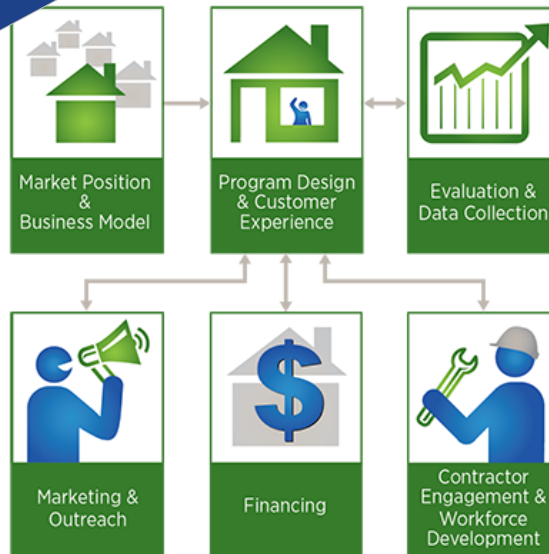 Market Position
&
Business Model
Program Design
& Customer
Experience
Evaluation &
Data Collection
Marketing &
Outreach
Financing
Contractor
Engagement &
Workforce
Development